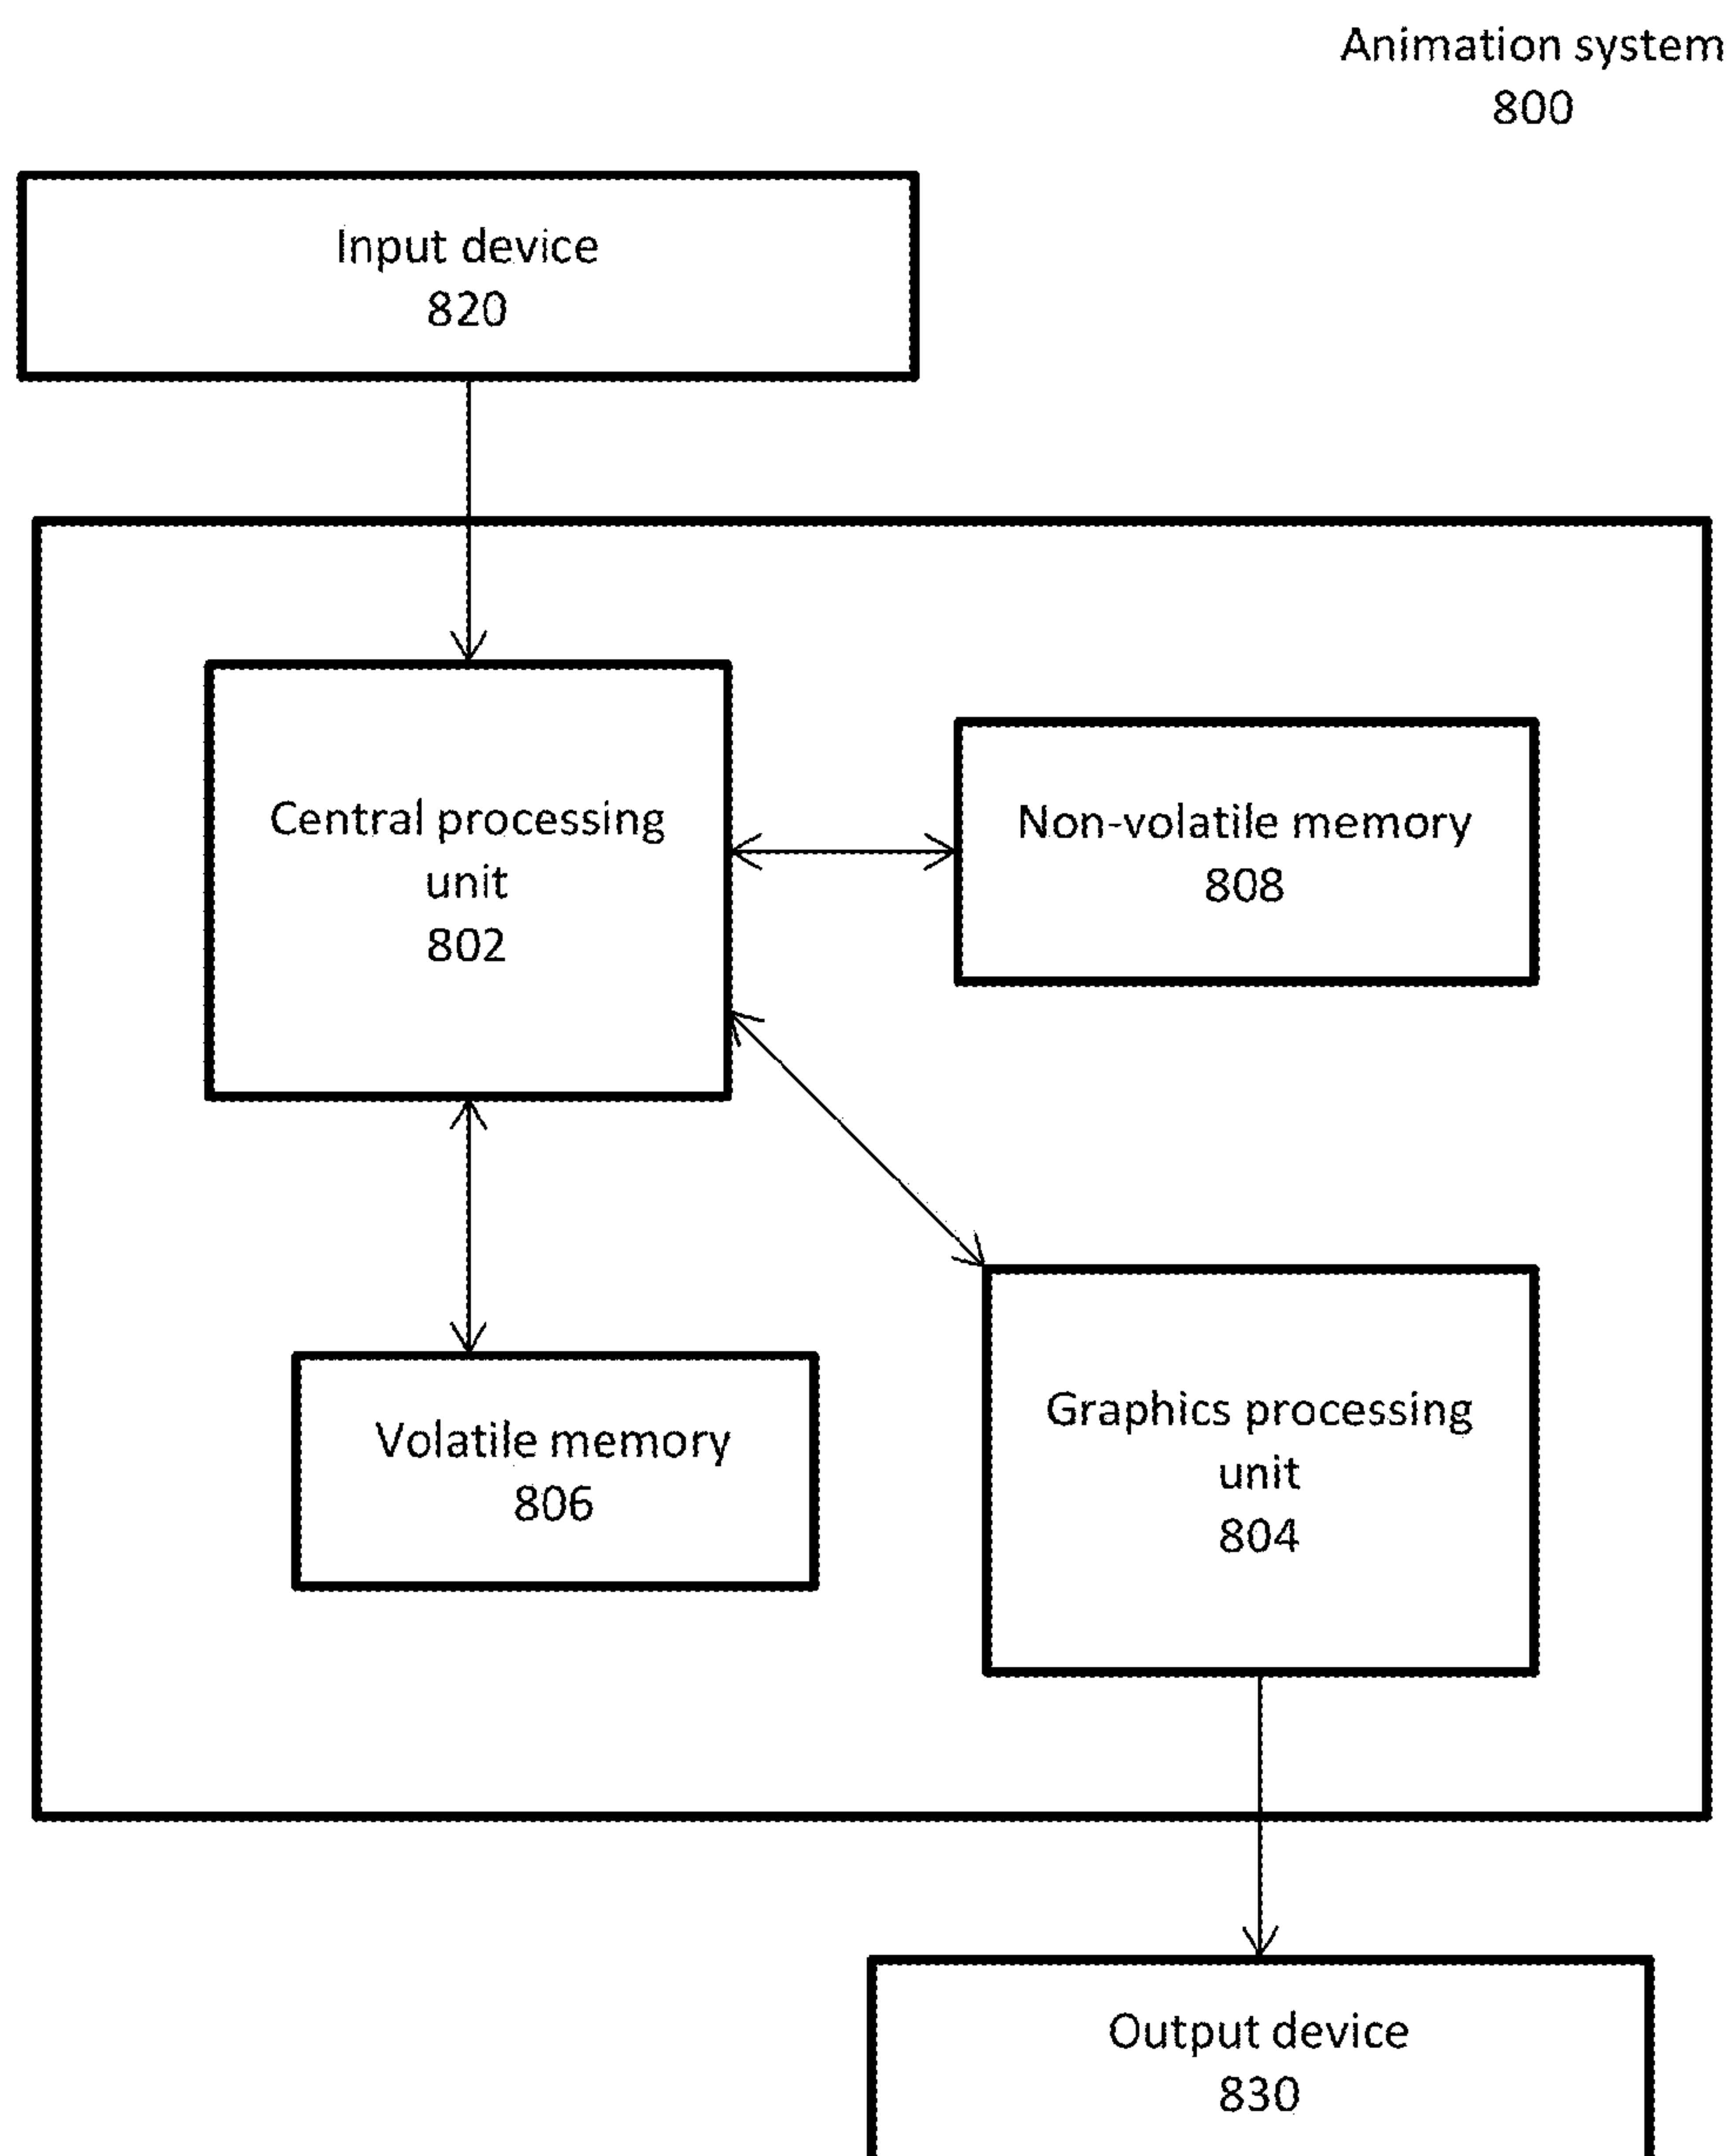 Animation system
800
Input device
820
Central processing
unit
802
Non-volatile memory
808
Volatile memory
806
Graphics processing
unit
804
Output device
830